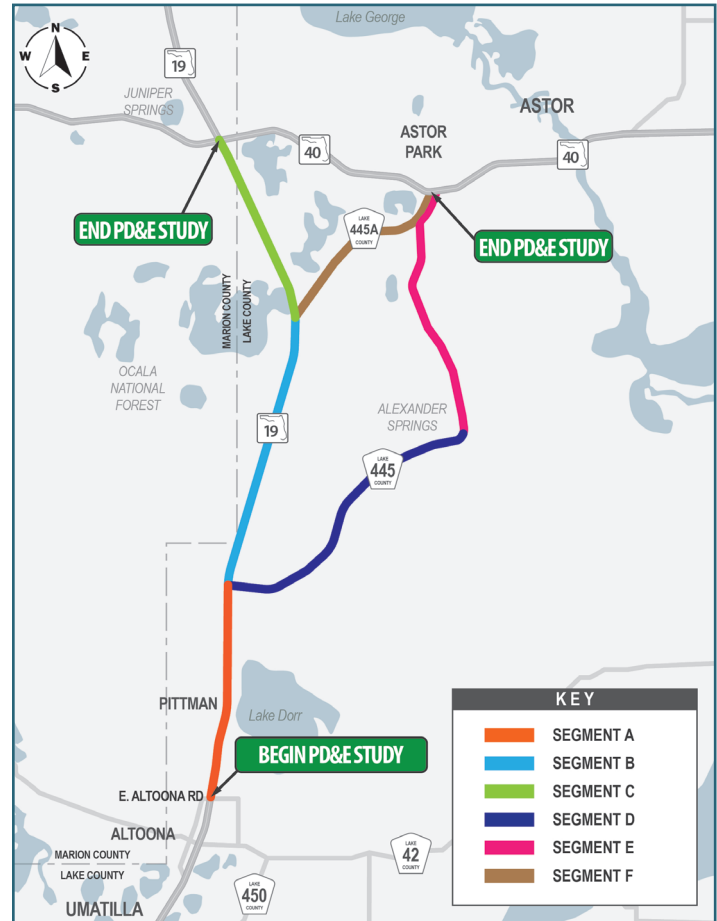 Lake George
N
W
E
S
19
JUNIPER
SPRINGS
ASTOR
ASTOR
PARK
40
40
END PD&E STUDY
LAKE
445A
COUNTY
END PD&E STUDY
MARION COUNTY
LAKE COUNTY
OCALA
NATIONAL
FOREST
19
ALEXANDER
SPRINGS
LAKE
445
COUNTY
PITTMAN
Lake Dorr
BEGIN PD&E STUDY
E. ALTOONA RD
ALTOONA
MARION COUNTY
LAKE COUNTY
UMATILLA
LAKE
450
COUNTY
LAKE
42
COUNTY
KEY
SEGMENT A
SEGMENT B
SEGMENT C
SEGMENT D
SEGMENT E
SEGMENT F